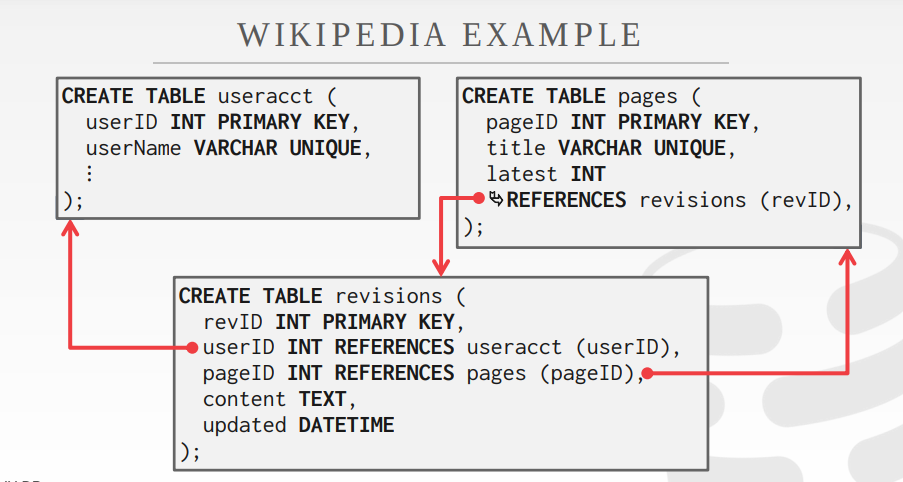 WIKIPEDIA EXAMPLE
CREATE TABLE useracct (
userID INT PRIMARY KEY,
userName VARCHAR UNIQUE,
⋮
);
CREATE TABLE pages (
pageID INT PRIMARY KEY,
title VARCHAR UNIQUE,
latest INT
↳REFERENCES revisions (revID),
);
CREATE TABLE revisions (
revID INT PRIMARY KEY,
userID INT REFERENCES useracct (userID),
pageID INT REFERENCES pages (pageID),
content TEXT,
updated DATETIME
);